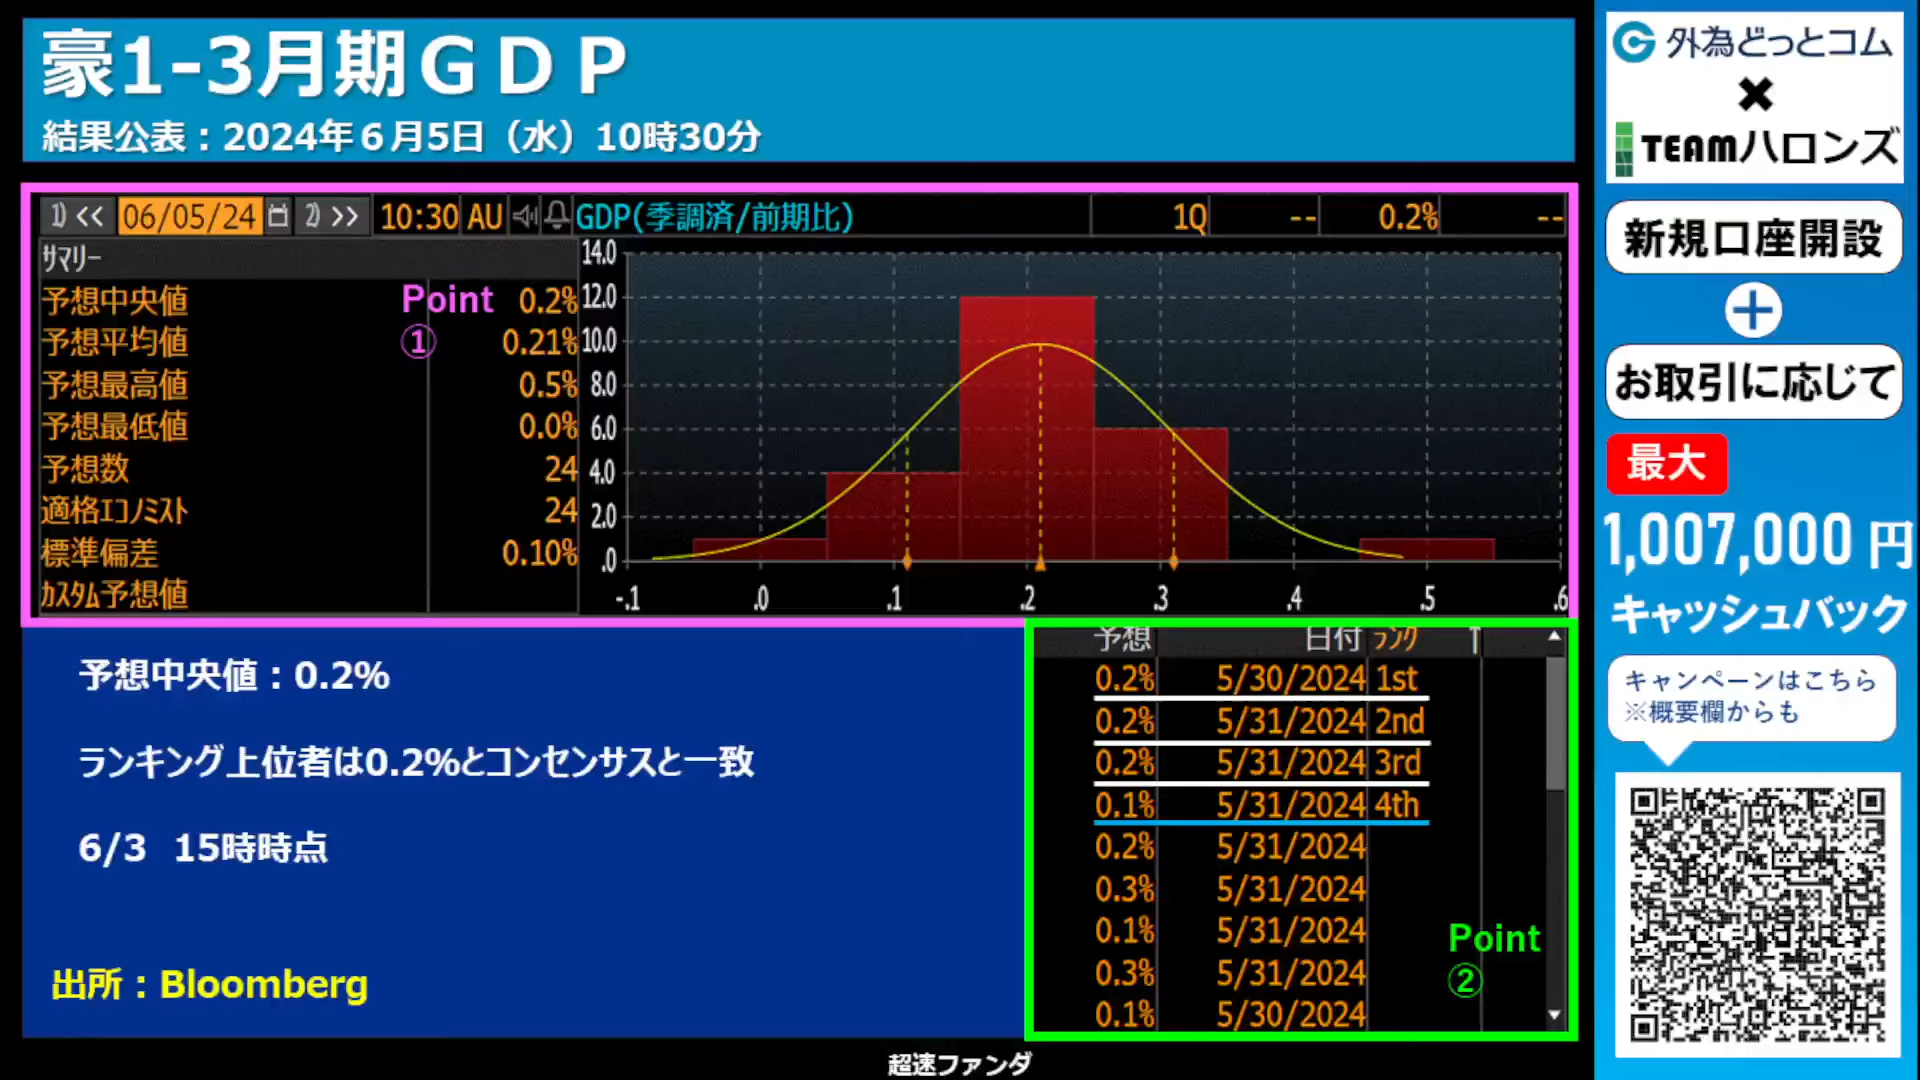 豪1-3月期ＧＤＰ
結果公表：2024年６月5日（水）10時30分
1) << 06/05/24 2) >> 10:30 AU GDP(季調済/前期比) 1Q -- 0.2% --
ｻﾏﾘｰ
予想中央値 0.2%
予想平均値 0.21%
予想最高値 0.5%
予想最低値 0.0%
予想数 24
適格ｴｺﾉﾐｽﾄ 24
標準偏差 0.10%
ｶｽﾀﾑ予想値
Point
①
14.0
12.0
10.0
8.0
6.0
4.0
2.0
.0
-.1 .0 .1 .2 .3 .4 .5 .6
予想中央値：0.2%
ランキング上位者は0.2%とコンセンサスと一致
6/3 15時時点
出所：Bloomberg
予想 日付 ﾗﾝｸ ↑
0.2% 5/30/2024 1st
0.2% 5/31/2024 2nd
0.2% 5/31/2024 3rd
0.1% 5/31/2024 4th
0.2% 5/31/2024
0.3% 5/31/2024
0.1% 5/31/2024
0.3% 5/31/2024
0.1% 5/30/2024
Point
②
超速ファンダ
外為どっとコム
×
TEAMハロンズ
新規口座開設
+
お取引に応じて
最大
1,007,000 円
キャッシュバック
キャンペーンはこちら
※概要欄からも